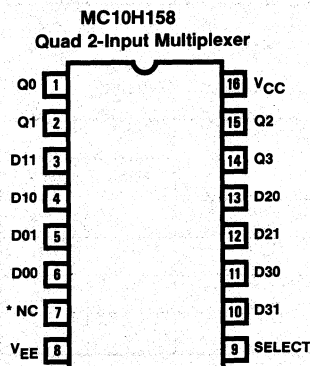 MC10H158
Quad 2-Input Multiplexer
Q0 1 16 VCC
Q1 2 15 Q2
D11 3 14 Q3
D10 4 13 D20
D01 5 12 D21
D00 6 11 D30
* NC 7 10 D31
VEE 8 9 SELECT